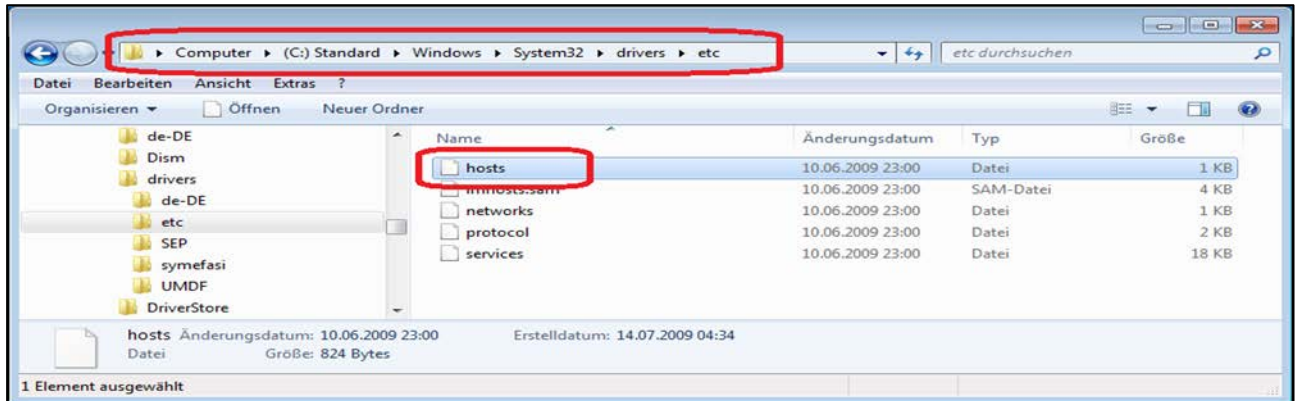 Computer ▸ (C:) Standard ▸ Windows ▸ System32 ▸ drivers ▸ etc
etc durchsuchen
Datei Bearbeiten Ansicht Extras ?
Organisieren Öffnen Neuer Ordner
de-DE
Dism
drivers
de-DE
etc
SEP
symefasi
UMDF
DriverStore
Name Änderungsdatum Typ Größe
hosts 10.06.2009 23:00 Datei 1 KB
lmhosts.sam 10.06.2009 23:00 SAM-Datei 4 KB
networks 10.06.2009 23:00 Datei 1 KB
protocol 10.06.2009 23:00 Datei 2 KB
services 10.06.2009 23:00 Datei 18 KB
hosts Änderungsdatum: 10.06.2009 23:00 Erstelldatum: 14.07.2009 04:34
Datei Größe: 824 Bytes
1 Element ausgewählt